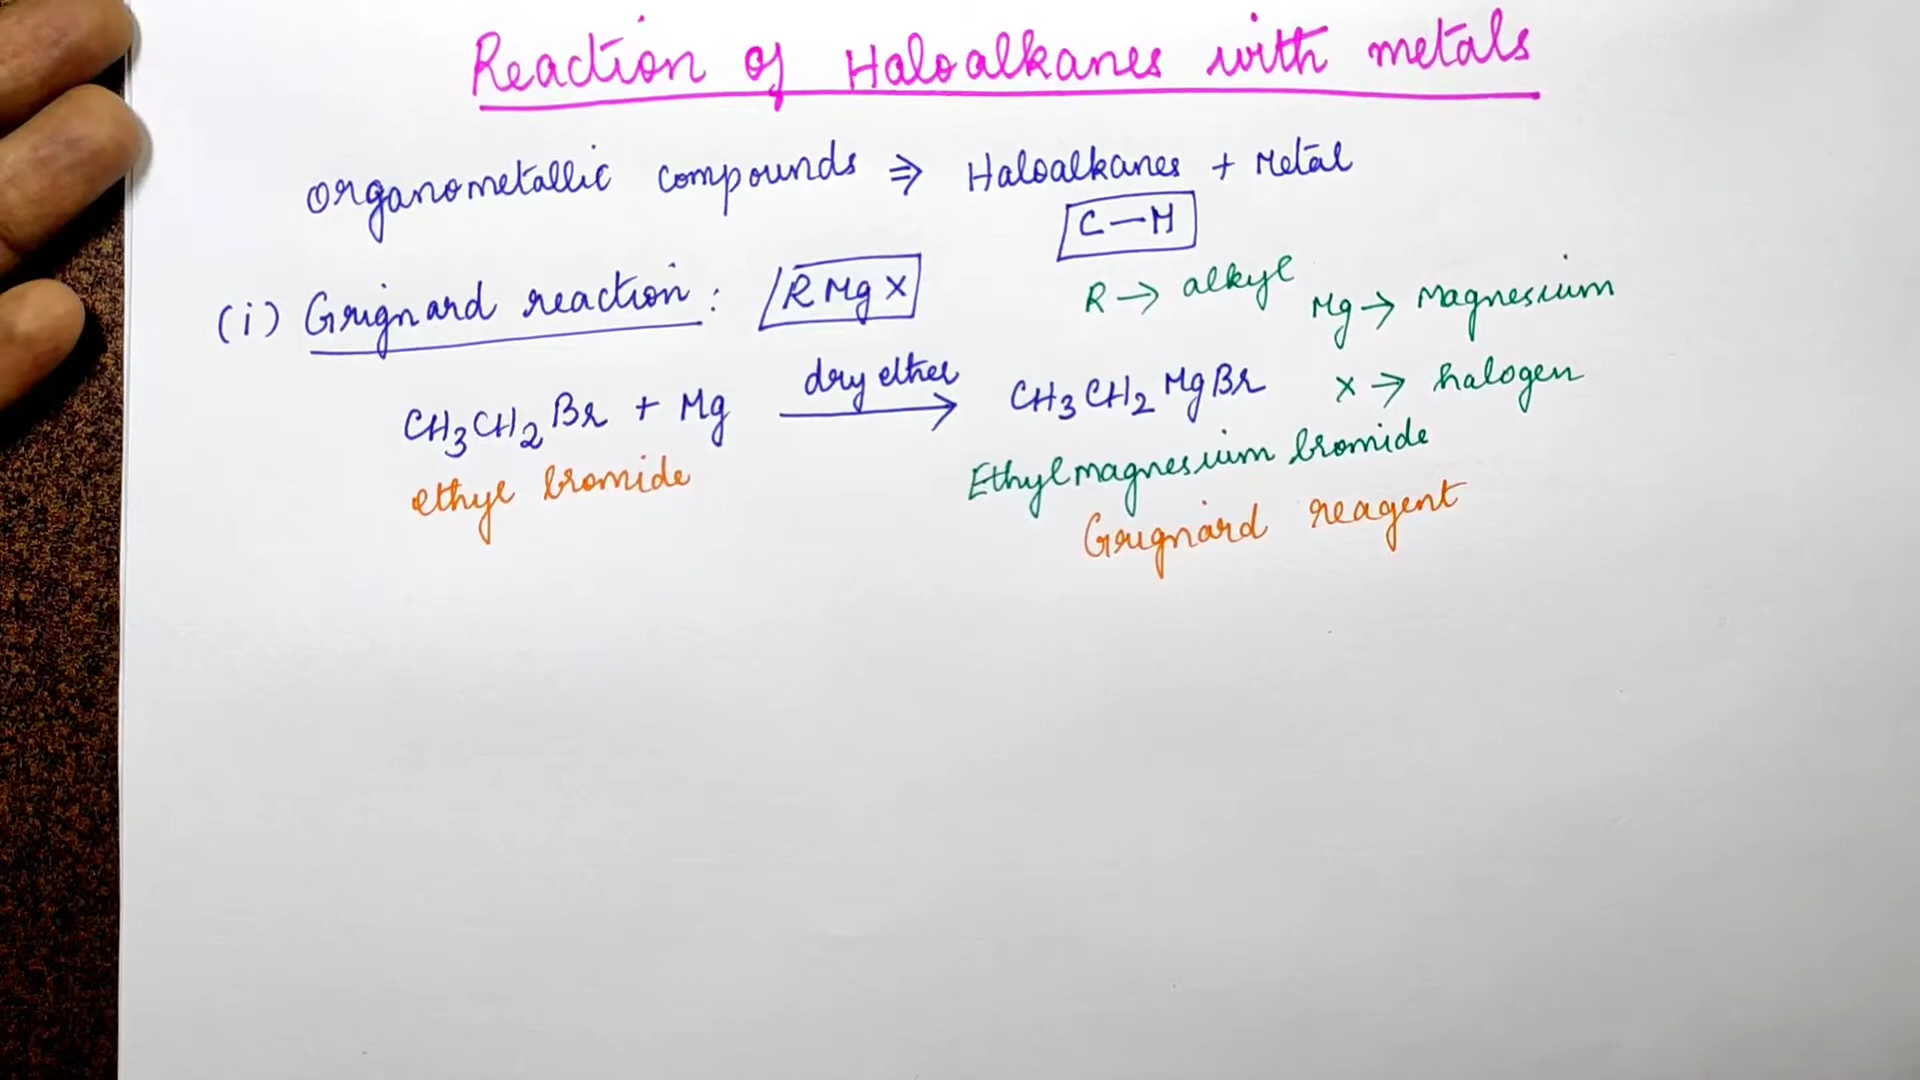 Reaction of Haloalkanes with metals
organometallic compounds ⇒ Haloalkanes + Metal
C—M
(i) Grignard reaction : RMgX
R → alkyl
Mg → Magnesium
X → halogen
CH₃CH₂Br + Mg dry ether → CH₃CH₂MgBr
ethyl bromide
Ethylmagnesium bromide
Grignard reagent